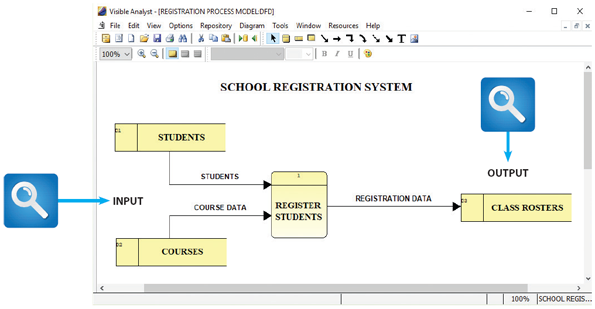 Visible Analyst - [REGISTRATION PROCESS MODEL.DFD]
File Edit View Options Repository Diagram Tools Window Resources Help
100% B I U
SCHOOL REGISTRATION SYSTEM
D1 STUDENTS
OUTPUT
STUDENTS
1
INPUT
REGISTER
STUDENTS
REGISTRATION DATA
D3 CLASS ROSTERS
COURSE DATA
D2 COURSES
100% SCHOOL REGIS...